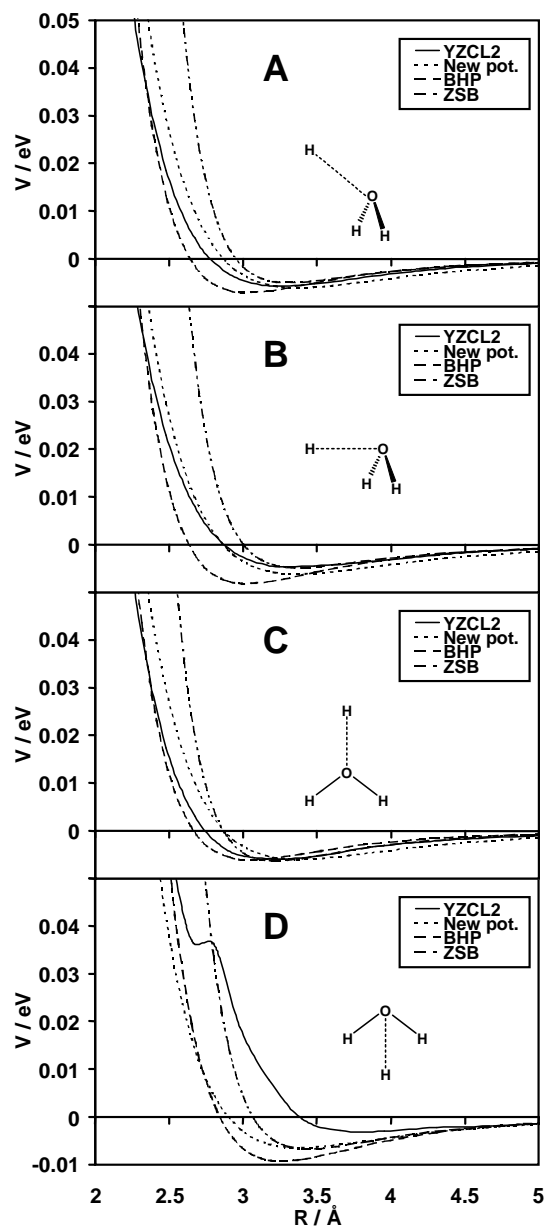 0.05
0.04
0.03
0.02
0.01
0
V / eV
A
YZCL2
New pot.
BHP
ZSB
H
O
H
H
0.04
0.03
0.02
0.01
0
V / eV
B
YZCL2
New pot.
BHP
ZSB
H
O
H
H
0.04
0.03
0.02
0.01
0
V / eV
C
YZCL2
New pot.
BHP
ZSB
H
O
H
H
0.04
0.03
0.02
0.01
0
-0.01
V / eV
D
YZCL2
New pot.
BHP
ZSB
O
H
H
H
2 2.5 3 3.5 4 4.5 5
R / Å